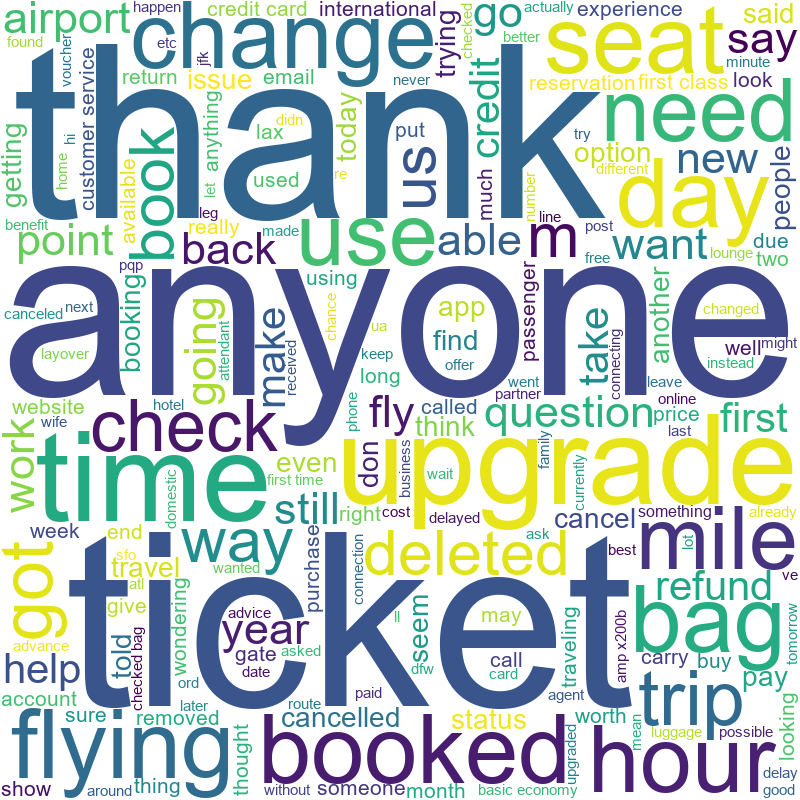 airport
credit card
happen
international
go
actually
experience
said
found
etc
change
trying
checked
better
seat
say
voucher
jfk
return
email
issue
never
reservation
first class
minute
look
thank
need
getting
hi
customer service
book
anything
lax
today
put
us
credit
try
option
new
people
home
available
let
used
didn
re
much
number
different
day
benefit
leg
really
made
use
able
line
m
post
want
due
point
back
free
lounge
two
pqp
using
passenger
another
canceled
next
booking
going
anyone
changed
attendant
make
received
chance
ua
app
find
take
connecting
well
might
layover
keep
offer
long
went
leave
instead
website
hotel
partner
online
wife
phone
fly
called
question
price
first
last
work
check
think
don
business
time
even
upgrade
family
currently
first time
wait
domestic
still
right
cost
delayed
something
already
got
week
end
way
cancel
ask
best
lot
mile
sfo
travel
wanted
purchase
connection
deleted
ve
atl
give
wondering
refund
advance
ticket
told
checked bag
advice
year
ll
seem
may
traveling
bag
tomorrow
help
gate
asked
date
dfw
call
card
amp x200b
carry
buy
pay
account
ord
route
paid
agent
trip
looking
sure
later
removed
cancelled
status
worth
mean
luggage
possible
flying
thought
booked
upgraded
hour
show
around
thing
without
someone
month
basic economy
delay
good